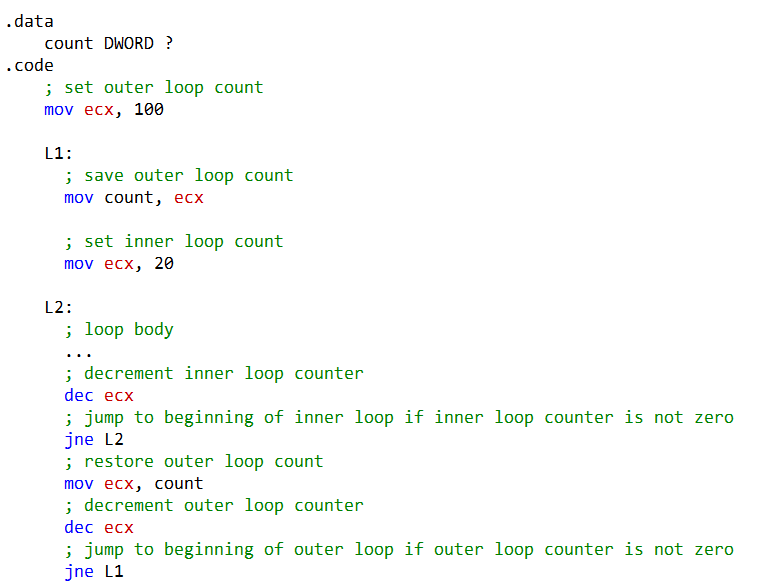 .data
    count DWORD ?
.code
    ; set outer loop count
    mov ecx, 100

    L1:
      ; save outer loop count
      mov count, ecx

      ; set inner loop count
      mov ecx, 20

    L2:
      ; loop body
      ...
      ; decrement inner loop counter
      dec ecx
      ; jump to beginning of inner loop if inner loop counter is not zero
      jne L2
      ; restore outer loop count
      mov ecx, count
      ; decrement outer loop counter
      dec ecx
      ; jump to beginning of outer loop if outer loop counter is not zero
      jne L1